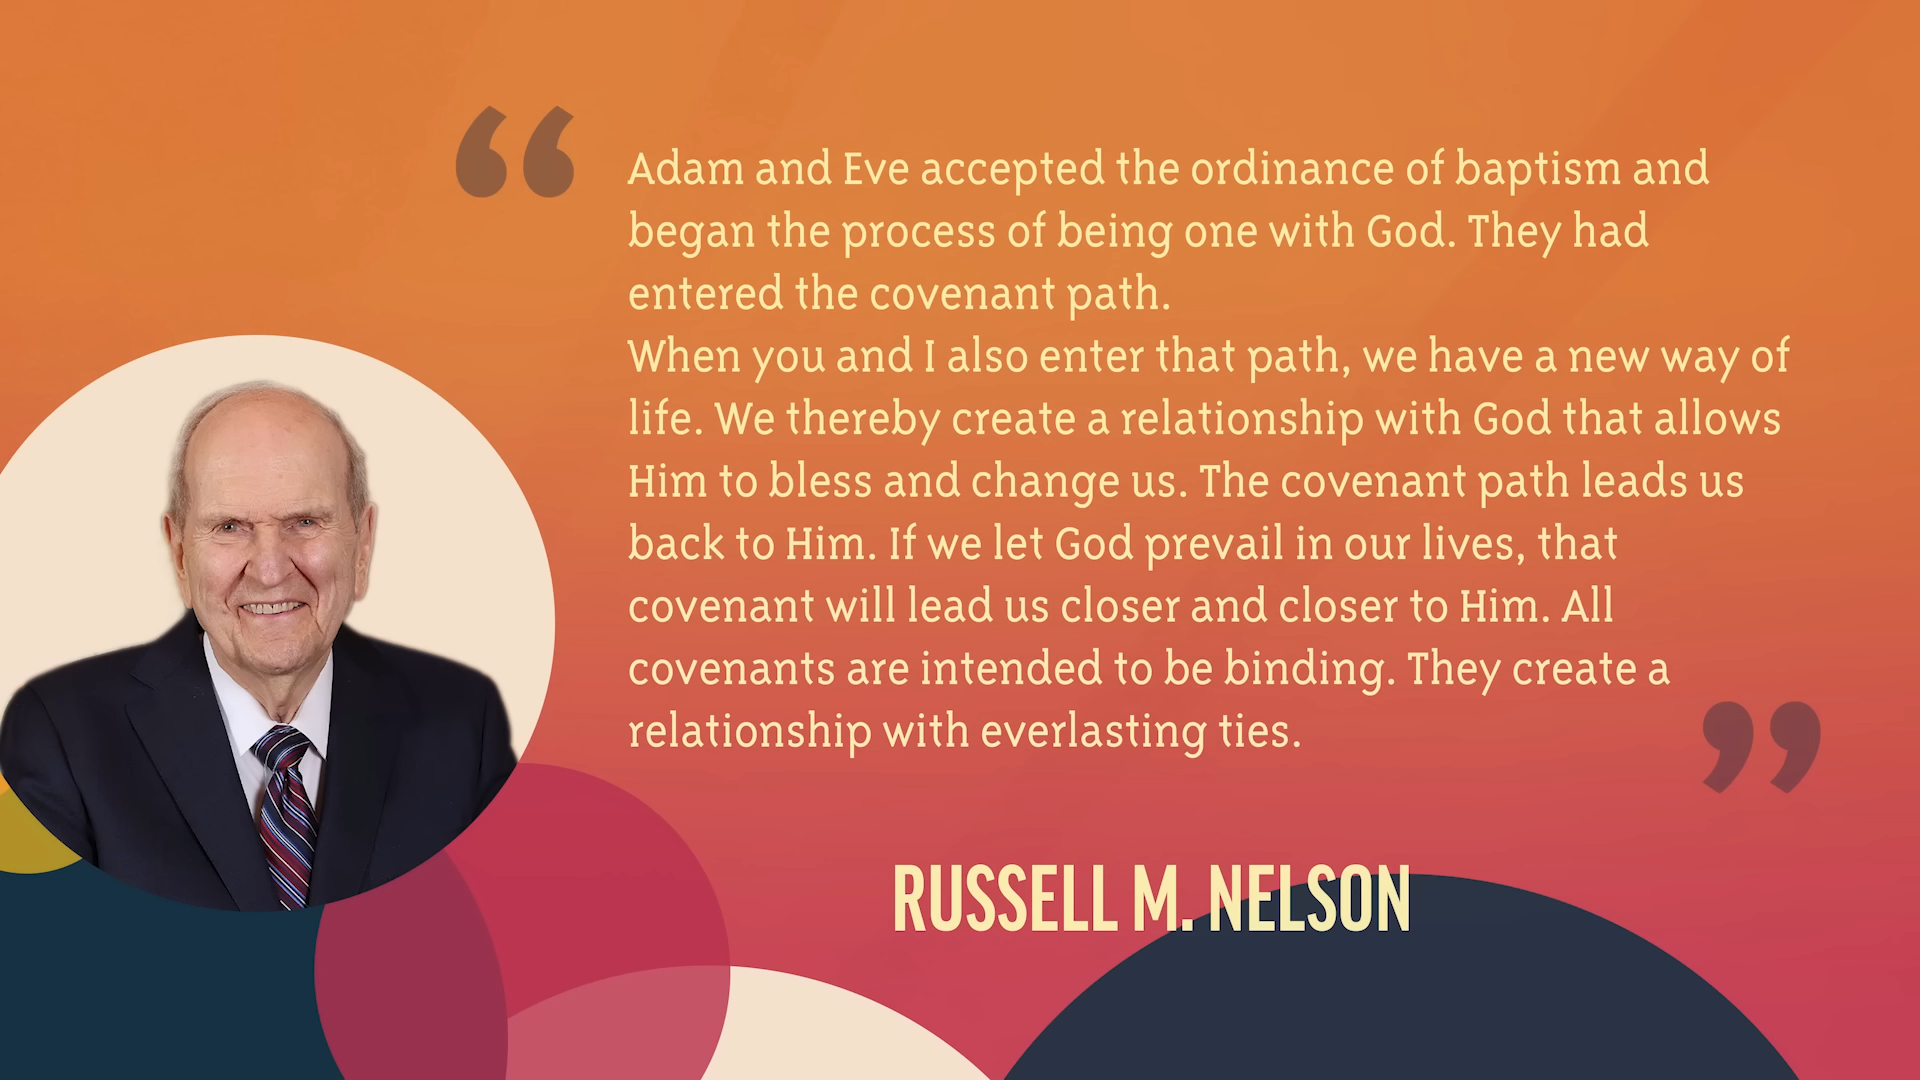 Adam and Eve accepted the ordinance of baptism and
began the process of being one with God. They had
entered the covenant path.
When you and I also enter that path, we have a new way of
life. We thereby create a relationship with God that allows
Him to bless and change us. The covenant path leads us
back to Him. If we let God prevail in our lives, that
covenant will lead us closer and closer to Him. All
covenants are intended to be binding. They create a
relationship with everlasting ties.
RUSSELL M. NELSON